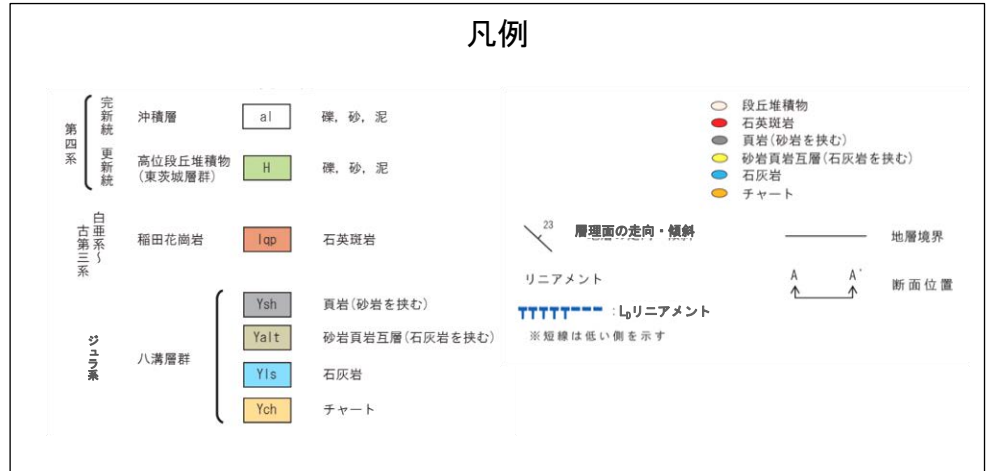 凡例
第四系
完新統
更新統
沖積層
al
礫，砂，泥
高位段丘堆積物
(東茨城層群)
H
礫，砂，泥
白亜系～
古第三系
稲田花崗岩
Iqp
石英斑岩
ジュラ系
八溝層群
Ysh
頁岩(砂岩を挟む)
Yalt
砂岩頁岩互層(石灰岩を挟む)
Yls
石灰岩
Ych
チャート
段丘堆積物
石英斑岩
頁岩(砂岩を挟む)
砂岩頁岩互層(石灰岩を挟む)
石灰岩
チャート
23
層理面の走向・傾斜
地層境界
リニアメント
A A'
断面位置
：LDリニアメント
※短線は低い側を示す